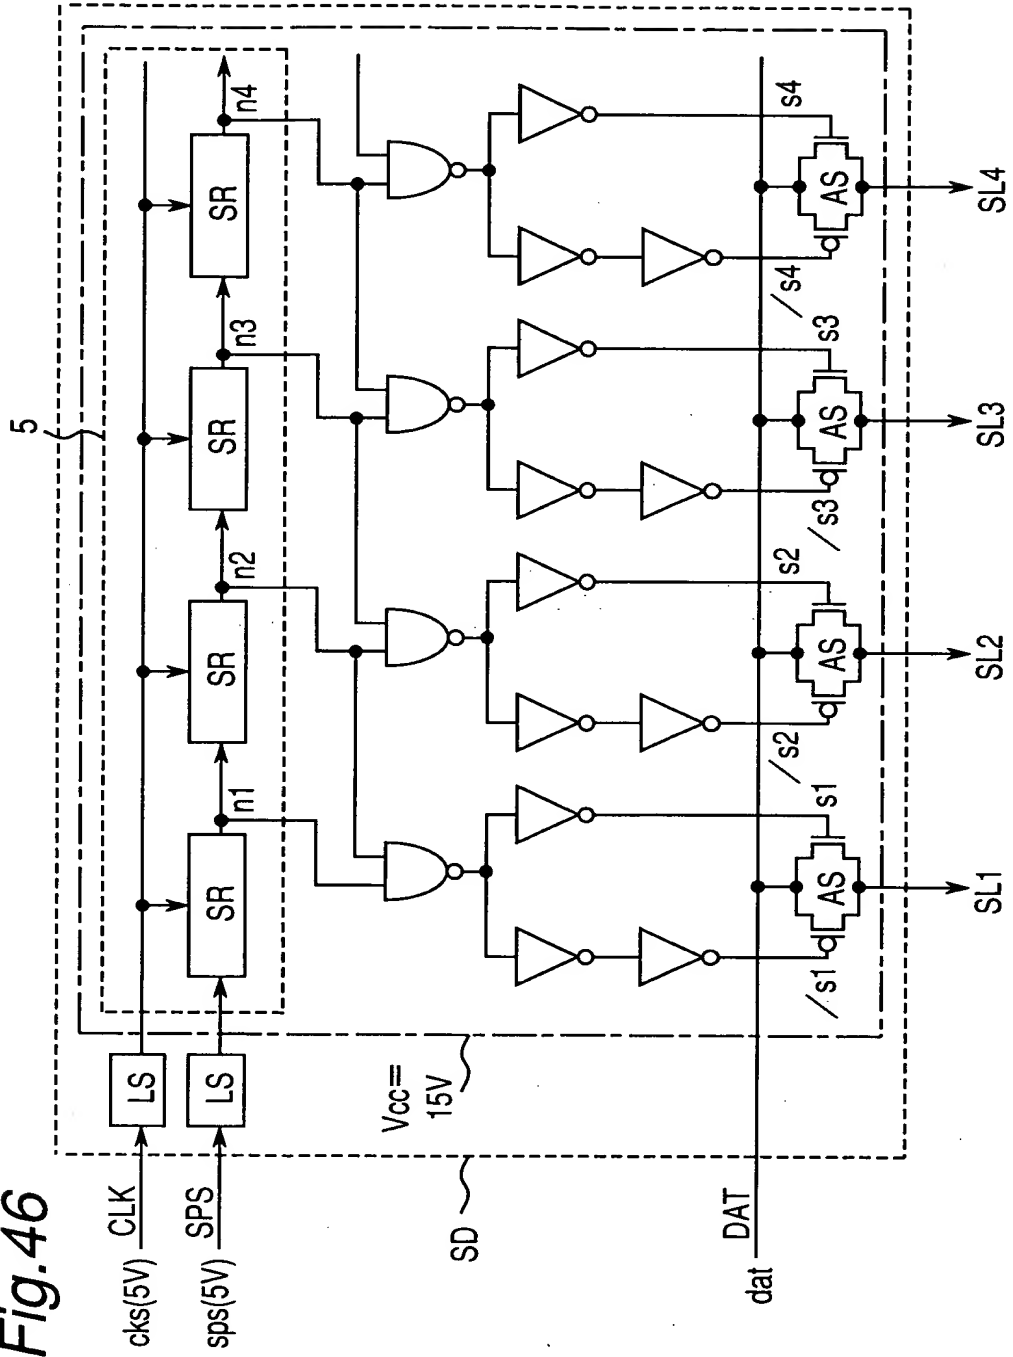 Fig.46
cks(5V) CLK
sps(5V) SPS
LS
LS
5
SR
SR
SR
SR
n1
n2
n3
n4
Vcc=
15V
SD
dat
DAT
/s1
s1
/s2
s2
/s3
s3
/s4
s4
AS
AS
AS
AS
SL1
SL2
SL3
SL4